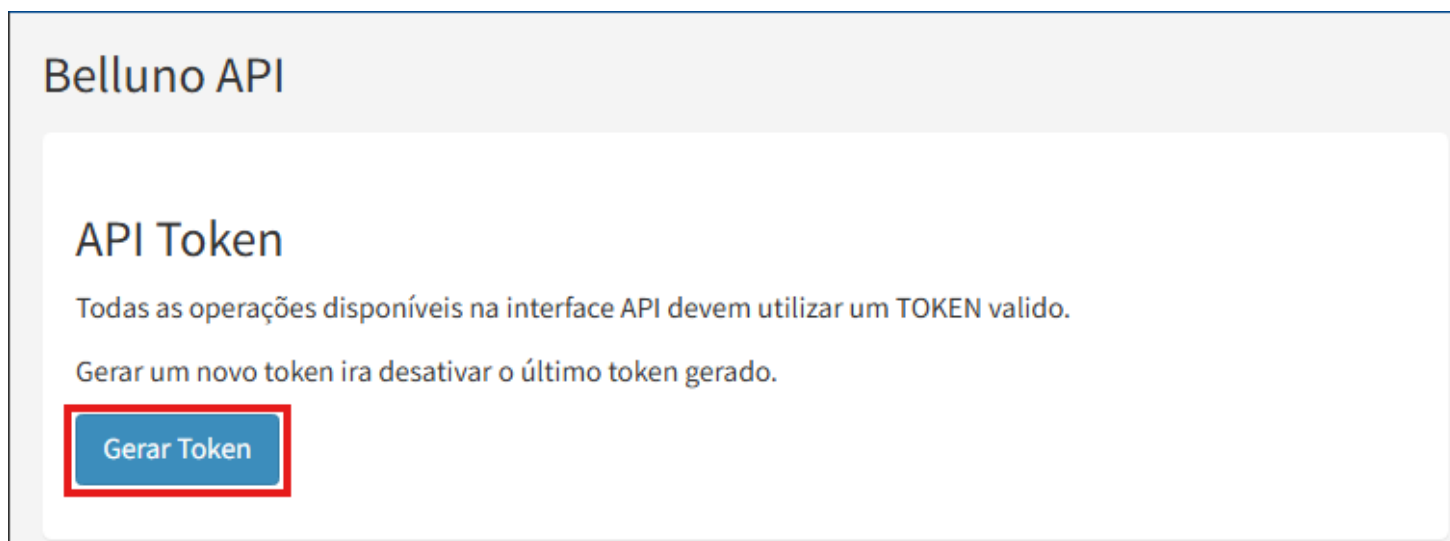 Belluno API
API Token
Todas as operações disponíveis na interface API devem utilizar um TOKEN valido.
Gerar um novo token ira desativar o último token gerado.
Gerar Token